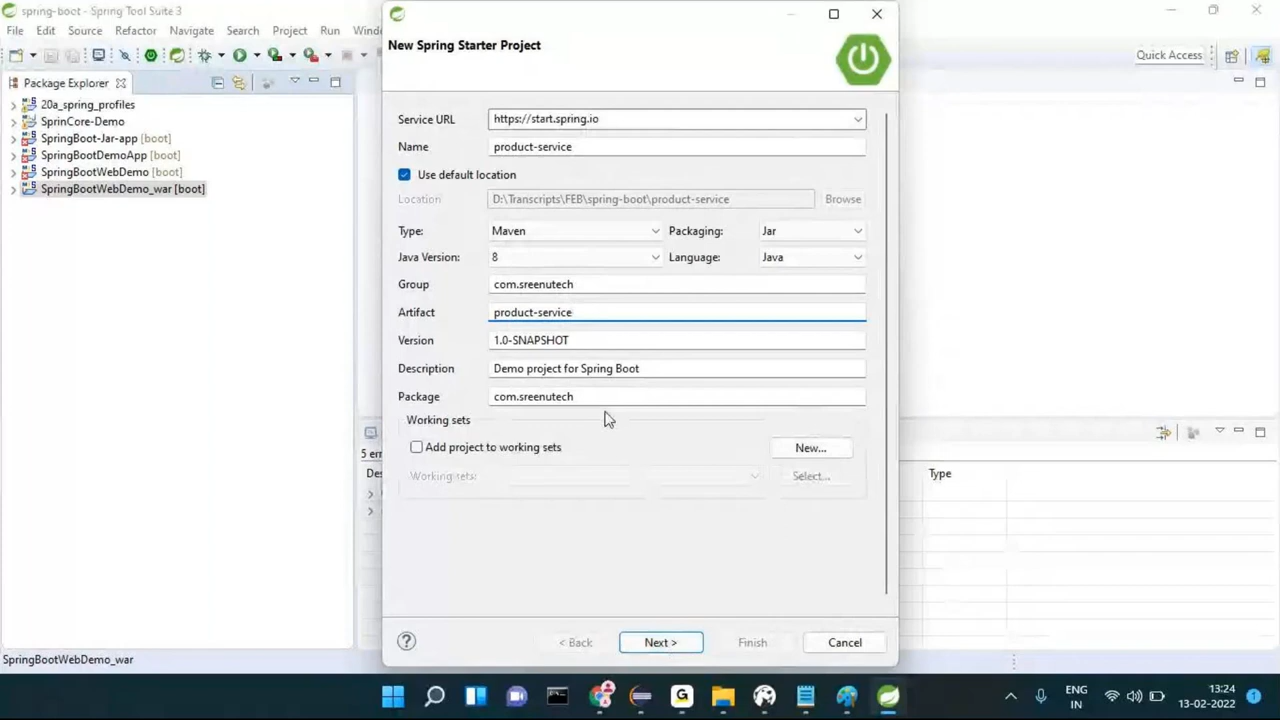 spring-boot - Spring Tool Suite 3
File Edit Source Refactor Navigate Search Project Run
Quick Access
Package Explorer
20a_spring_profiles
SprinCore-Demo
SpringBoot-Jar-app [boot]
SpringBootDemoApp [boot]
SpringBootWebDemo [boot]
SpringBootWebDemo_war [boot]
New Spring Starter Project
Service URL https://start.spring.io
Name product-service
Use default location
Location D:\Transcripts\FEB\spring-boot\product-service Browse
Type: Maven Packaging: Jar
Java Version: 8 Language: Java
Group com.sreenutech
Artifact product-service
Version 1.0-SNAPSHOT
Description Demo project for Spring Boot
Package com.sreenutech
Working sets
Add project to working sets New...
Working sets: Select...
Type
? < Back Next > Finish Cancel
SpringBootWebDemo_war
ENG
IN
13:24
13-02-2022
1